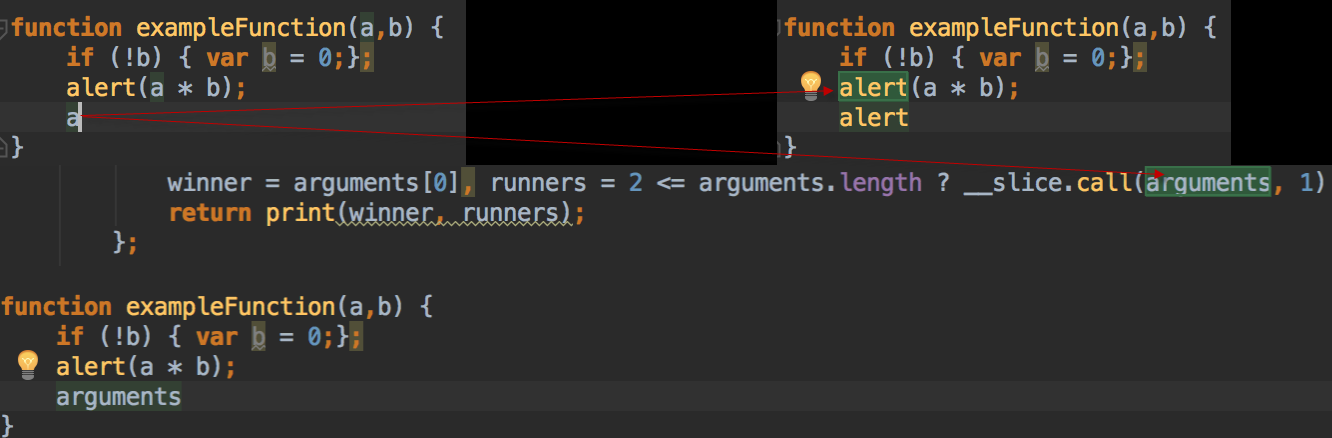 function exampleFunction(a,b) {
if (!b) { var b = 0;};
alert(a * b);
a
}
function exampleFunction(a,b) {
if (!b) { var b = 0;};
alert(a * b);
alert
}
winner = arguments[0], runners = 2 <= arguments.length ? __slice.call(arguments, 1)
return print(winner, runners);
};
function exampleFunction(a,b) {
if (!b) { var b = 0;};
alert(a * b);
arguments
}